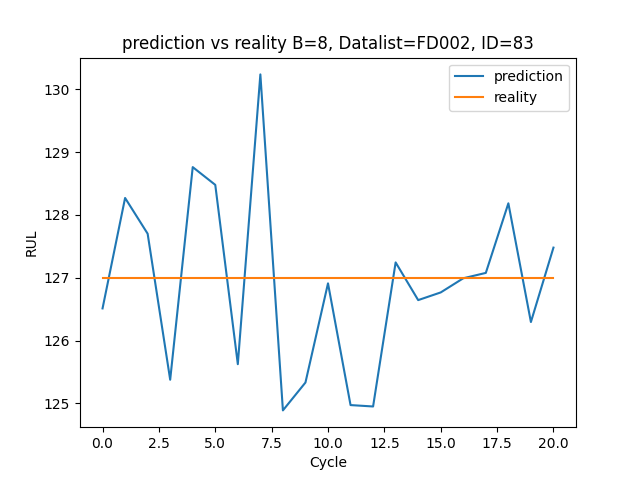 prediction vs reality B=8, Datalist=FD002, ID=83
prediction
reality
130
129
128
127
126
125
RUL
0.0 2.5 5.0 7.5 10.0 12.5 15.0 17.5 20.0
Cycle